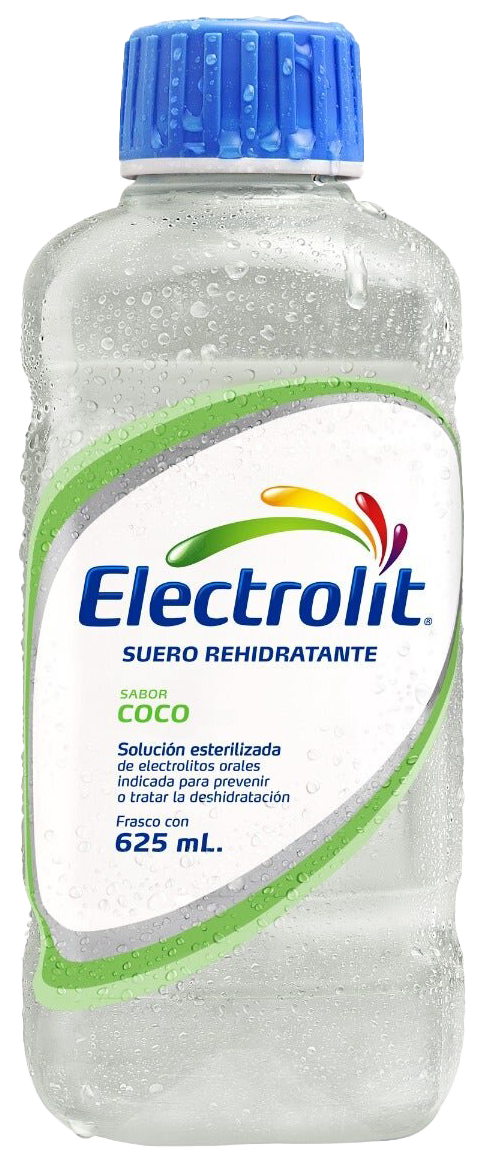 Electrolit®
SUERO REHIDRATANTE
SABOR
COCO
Solución esterilizada
de electrolitos orales
indicada para prevenir
o tratar la deshidratación
Frasco con
625 mL.